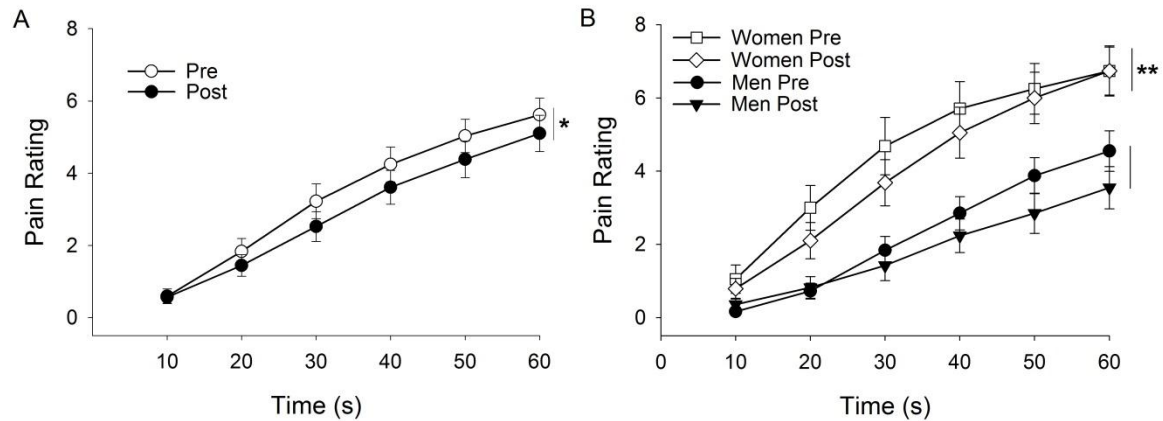 A
Pain Rating
8
6
4
2
0
Pre
Post
*
10 20 30 40 50 60
Time (s)
B
Pain Rating
8
6
4
2
0
Women Pre
Women Post
Men Pre
Men Post
**
0 10 20 30 40 50 60
Time (s)